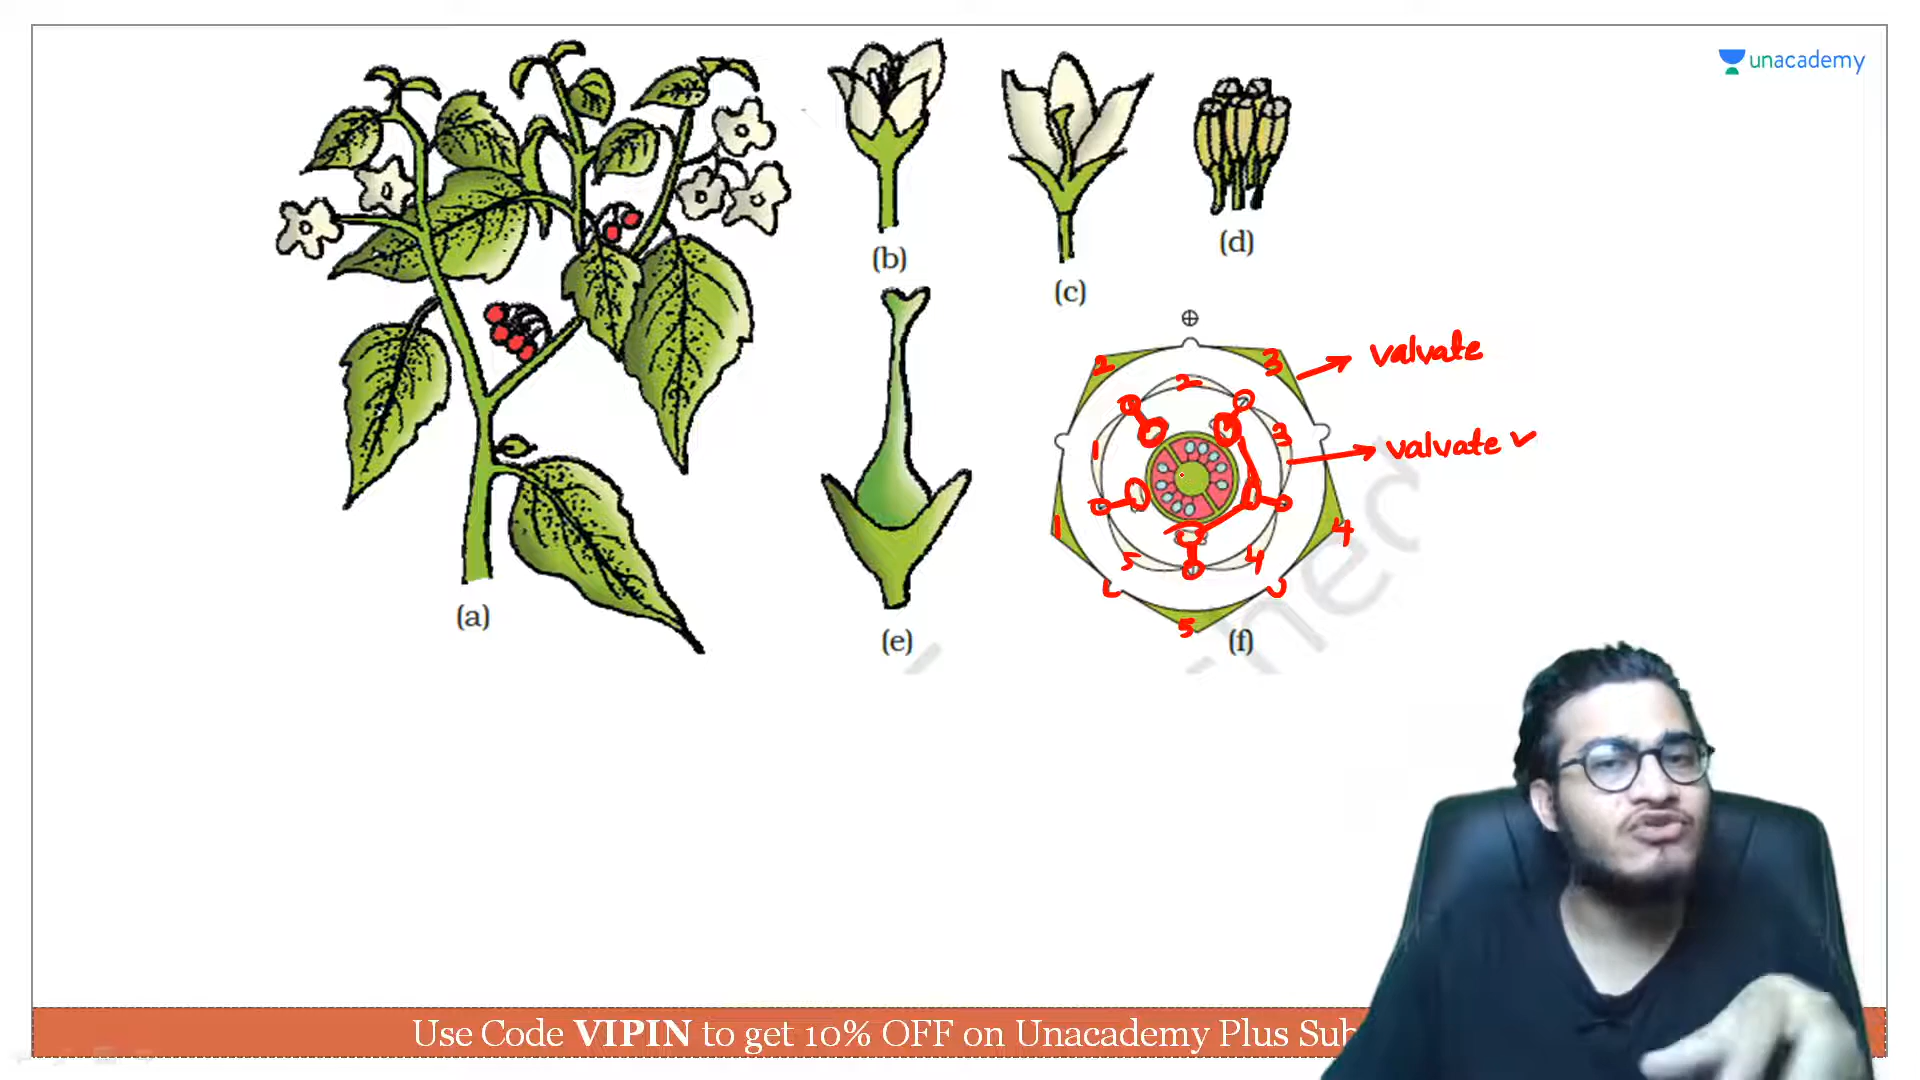 unacademy
(b)
(c)
(d)
(a)
(e)
(f)
2
3
valvate
2
1
3
valvate
1
4
5
4
5
Use Code VIPIN to get 10% OFF on Unacademy Plus Sub